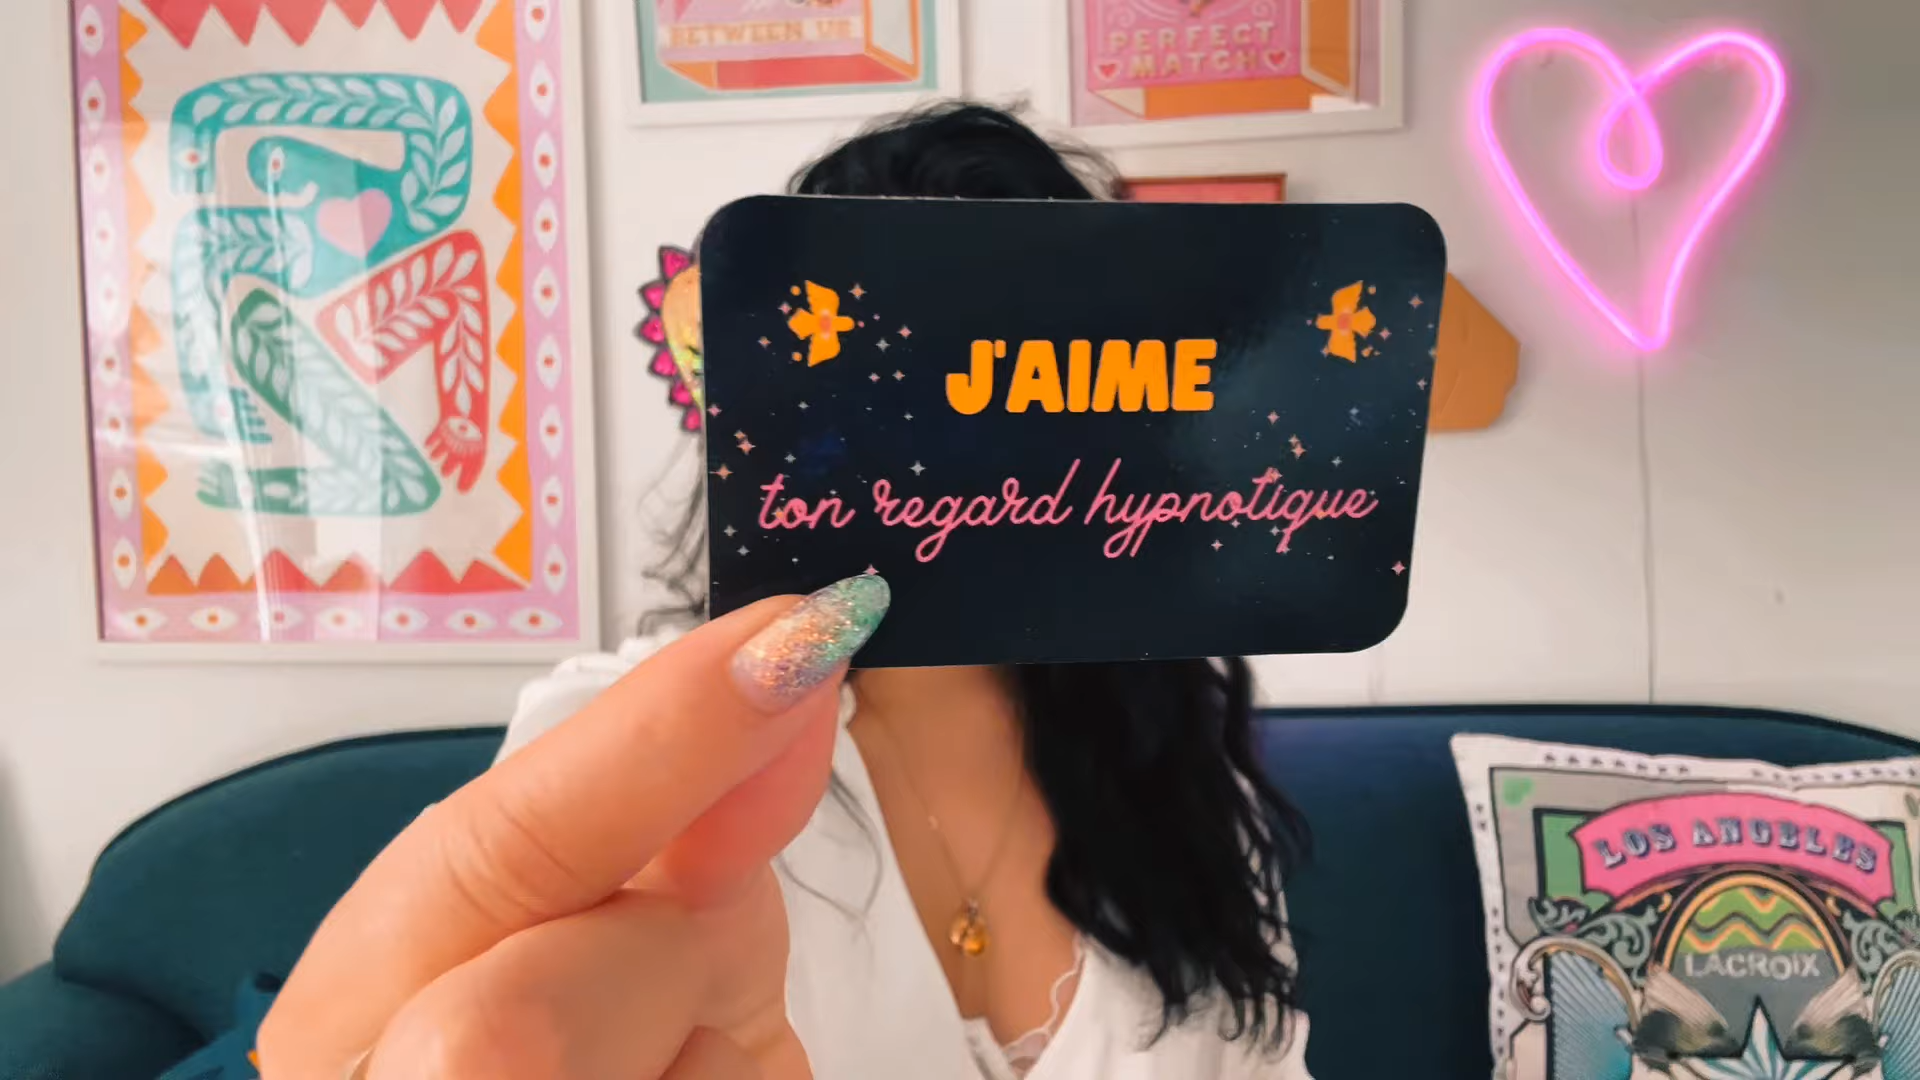 BETWEEN US
PERFECT
MATCH
J'AIME
ton regard hypnotique
LOS ANGELES
LACROIX